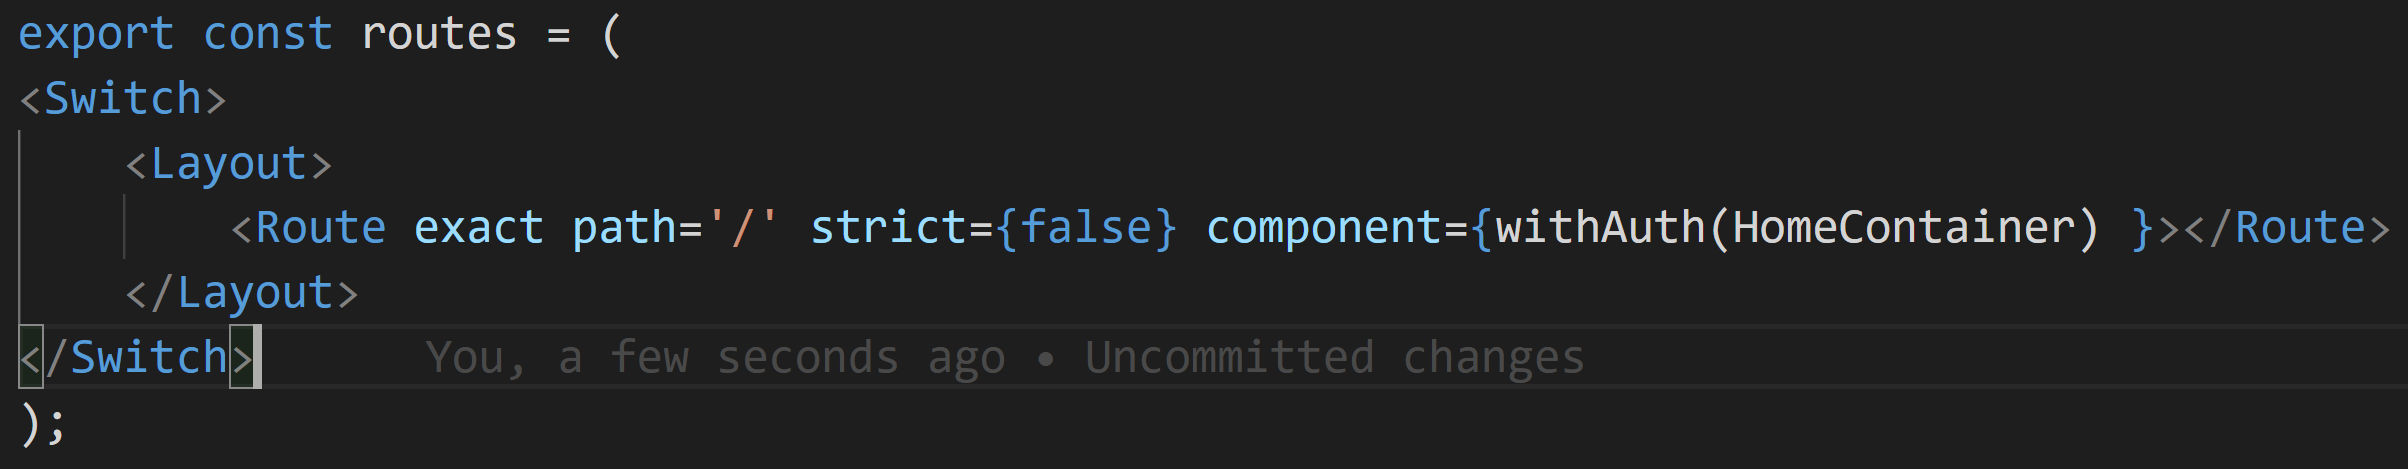 export const routes = (
<Switch>
    <Layout>
        <Route exact path='/' strict={false} component={withAuth(HomeContainer) }></Route>
    </Layout>
</Switch>      You, a few seconds ago • Uncommitted changes
);